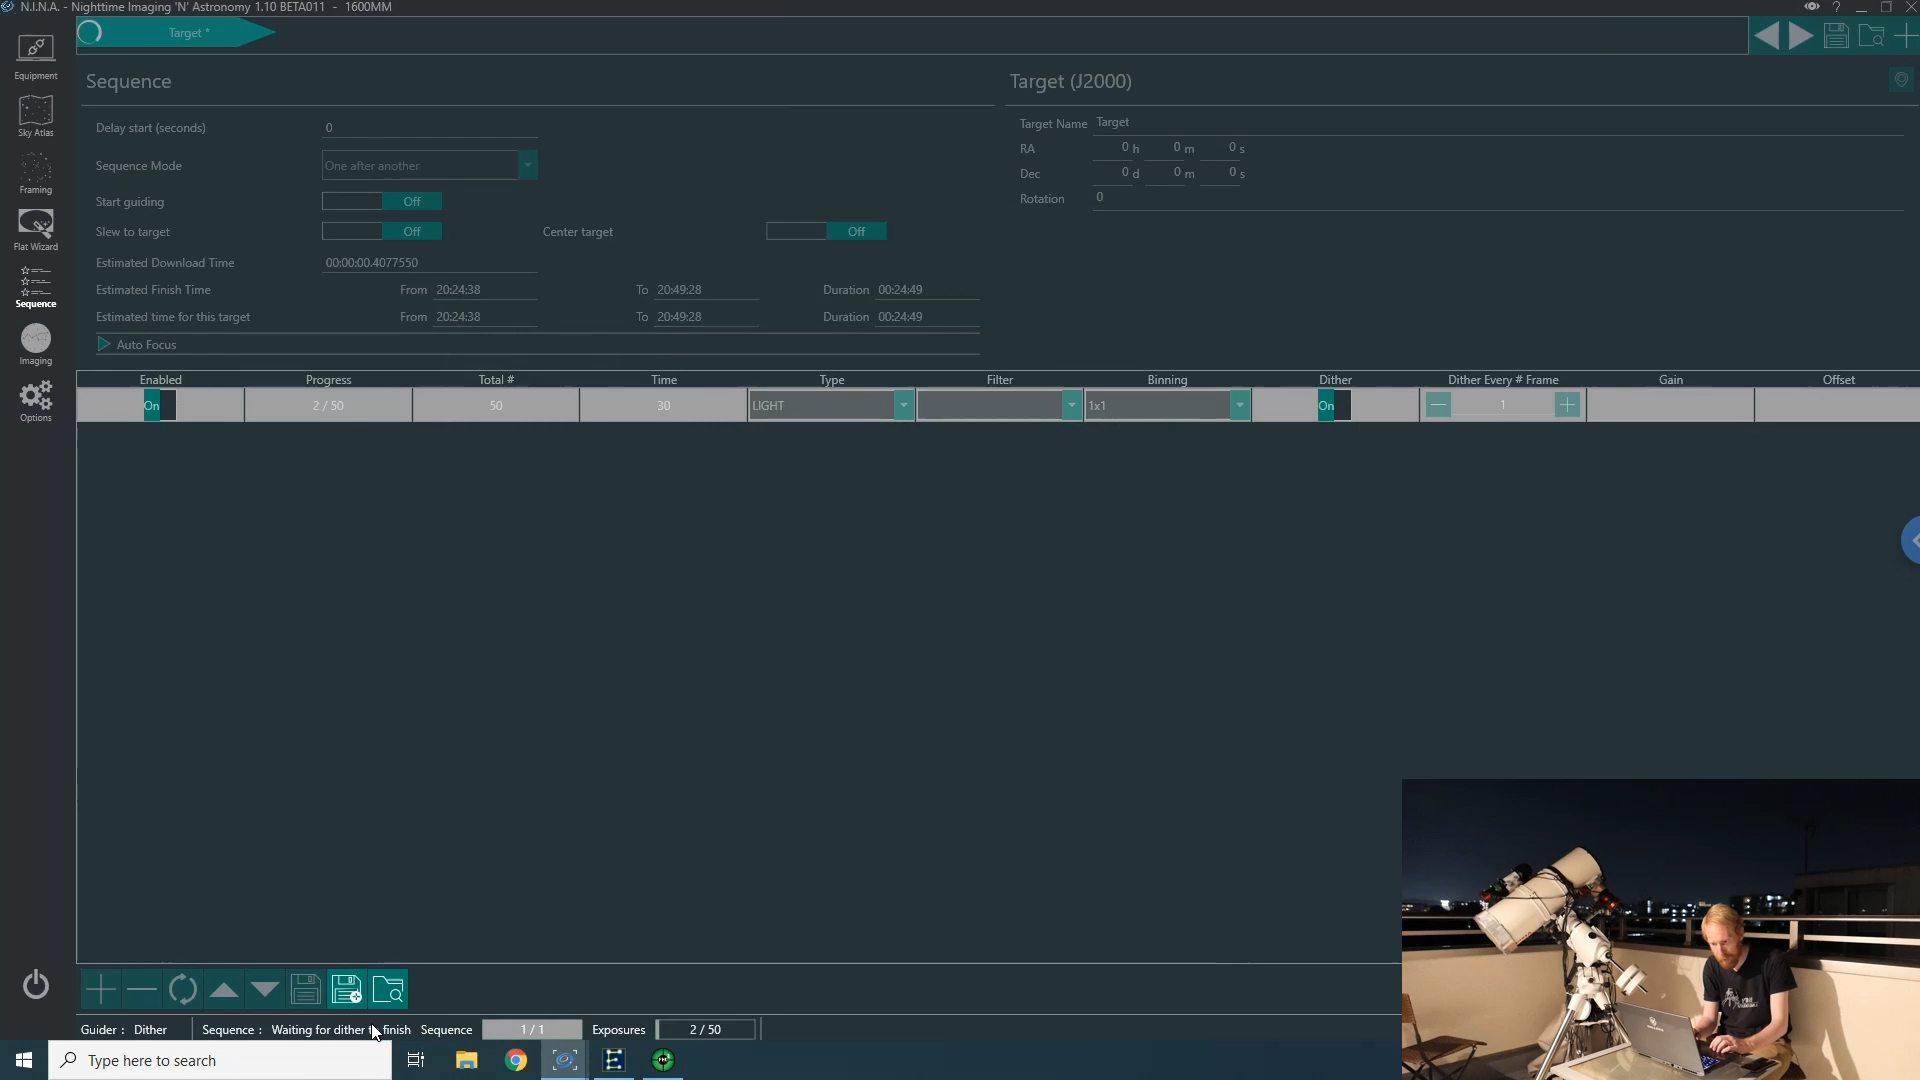 N.I.N.A. - Nighttime Imaging 'N' Astronomy 1.10 BETA011 - 1600MM
Target *
Equipment
Sky Atlas
Framing
Flat Wizard
Sequence
Imaging
Options
Sequence
Delay start (seconds) 0
Sequence Mode One after another
Start guiding Off
Slew to target Off Center target Off
Estimated Download Time 00:00:00.4077550
Estimated Finish Time From 20:24:38 To 20:49:28 Duration 00:24:49
Estimated time for this target From 20:24:38 To 20:49:28 Duration 00:24:49
Auto Focus
Target (J2000)
Target Name Target
RA 0 h 0 m 0 s
Dec 0 d 0 m 0 s
Rotation 0
Enabled Progress Total # Time Type Filter Binning Dither Dither Every # Frame Gain Offset
On 2 / 50 50 30 LIGHT 1x1 On 1
Guider : Dither Sequence : Waiting for dither to finish Sequence 1 / 1 Exposures 2 / 50
Type here to search